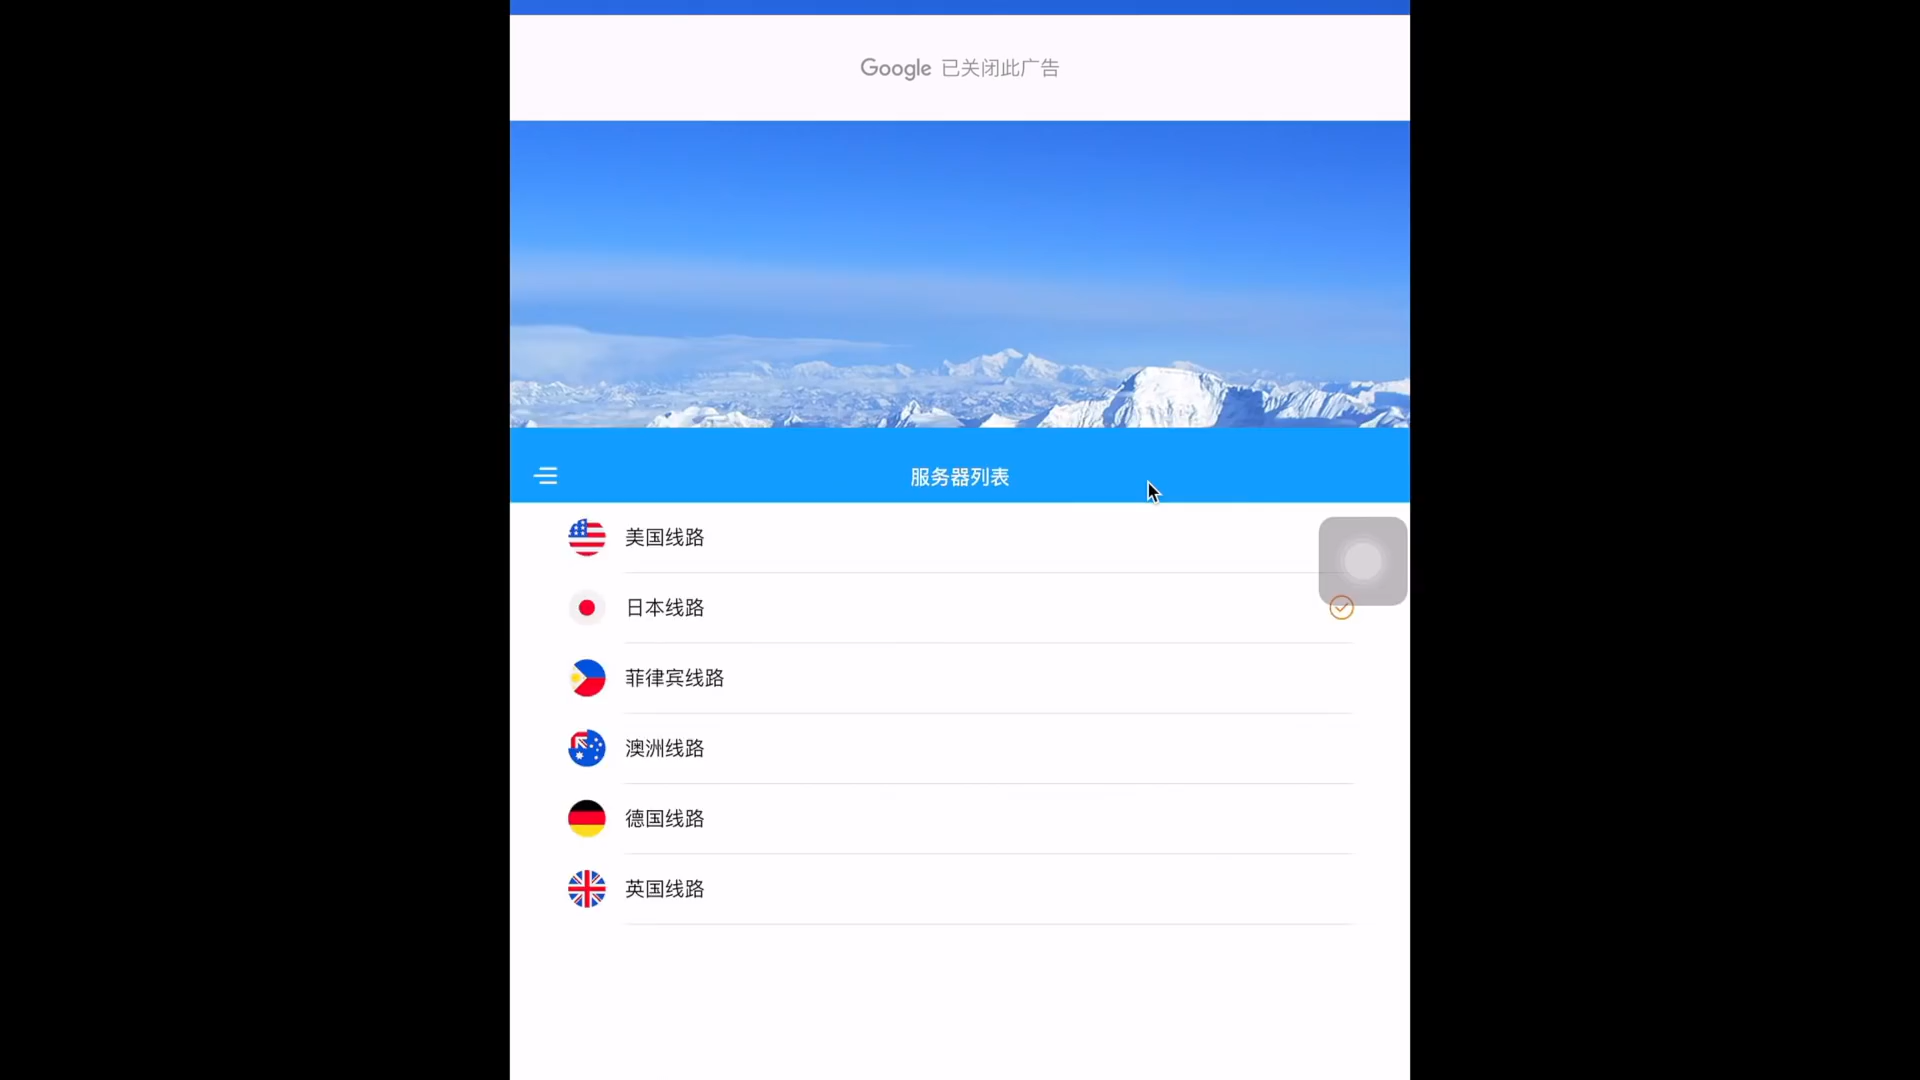 Google 已关闭此广告
服务器列表
美国线路
日本线路
菲律宾线路
澳洲线路
德国线路
英国线路